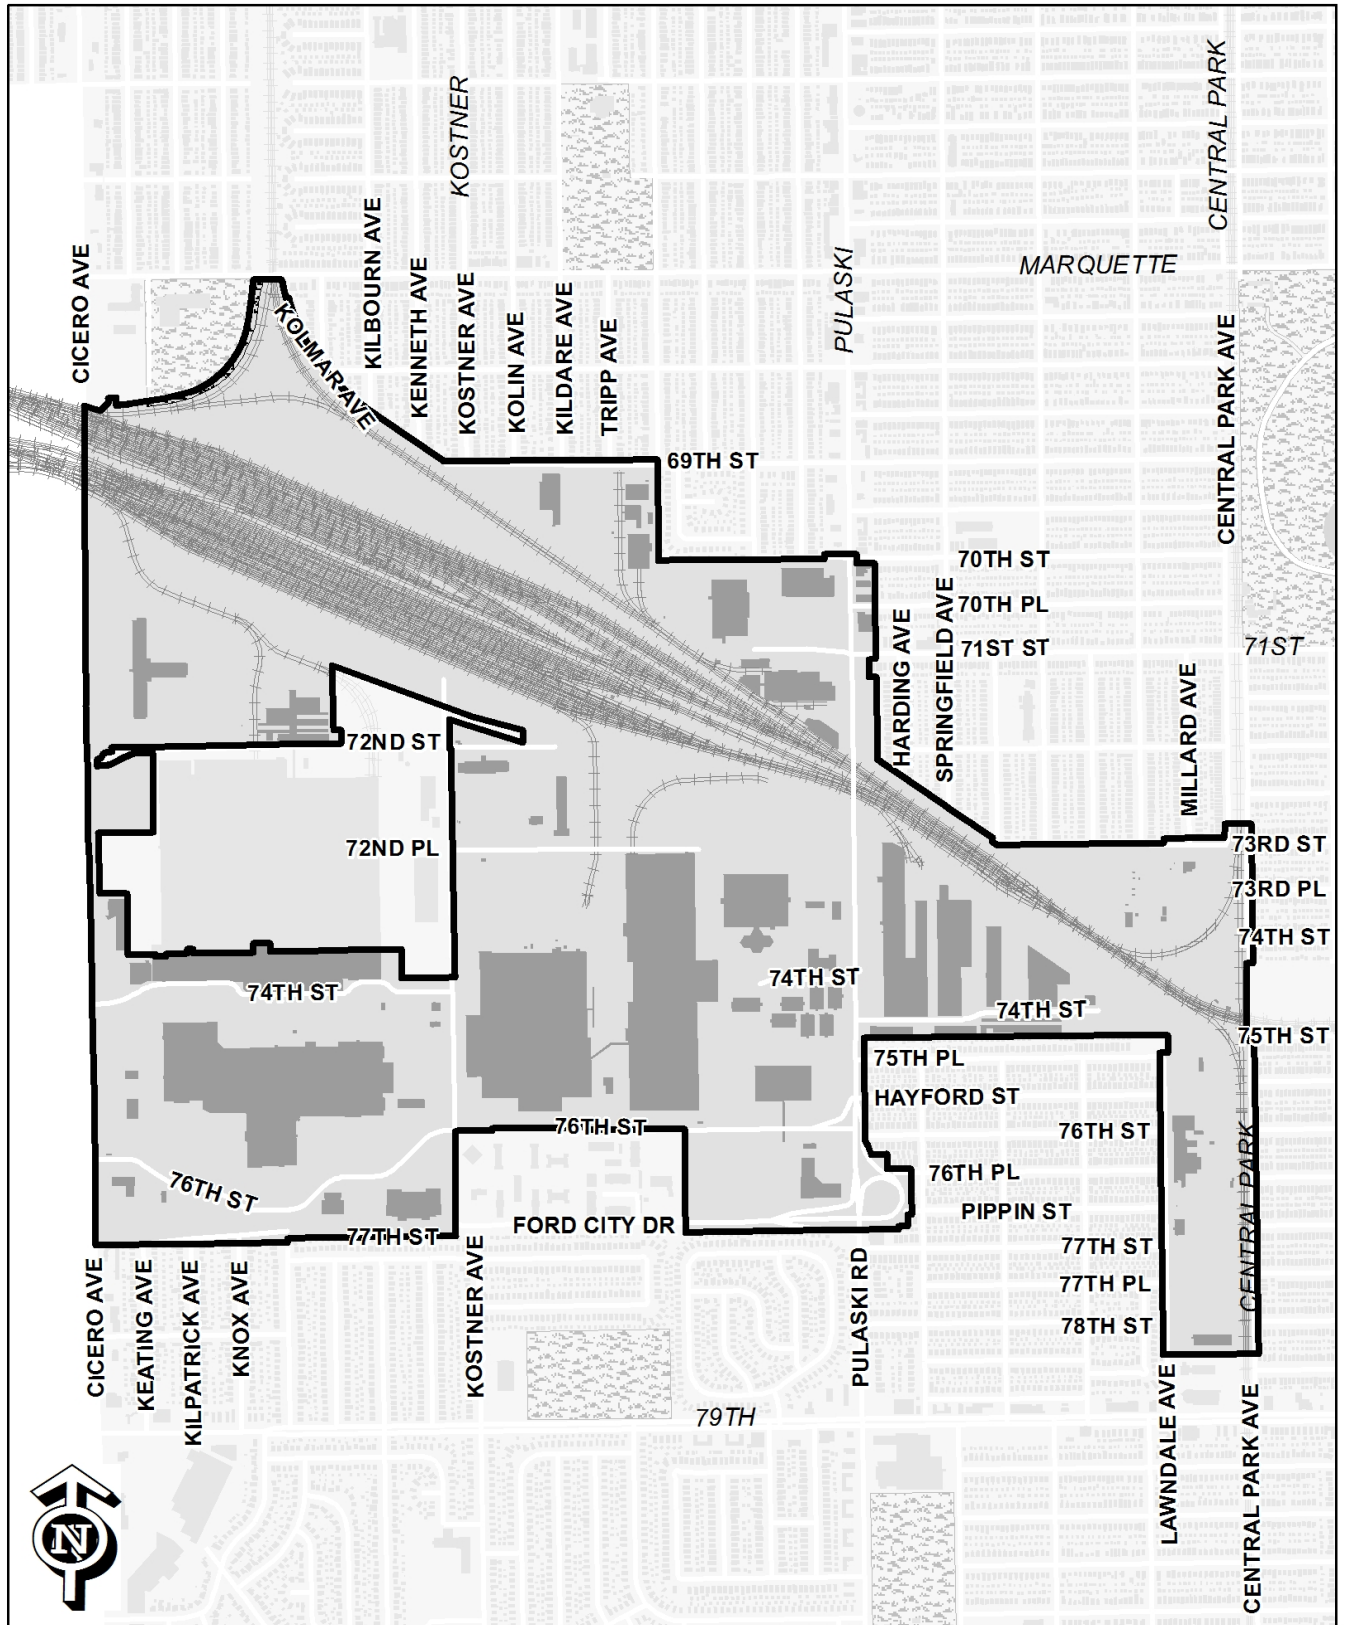 CENTRAL PARK
KOSTNER
KILBOURN AVE
CICERO AVE
KENNETH AVE
KOSTNER AVE
KOLIN AVE
KILDARE AVE
TRIPP AVE
PULASKI
MARQUETTE
KOLMAR AVE
CENTRAL PARK AVE
69TH ST
70TH ST
70TH PL
71ST ST
71ST
HARDING AVE
SPRINGFIELD AVE
MILLARD AVE
72ND ST
72ND PL
73RD ST
73RD PL
74TH ST
74TH ST
74TH ST
74TH ST
75TH ST
75TH PL
HAYFORD ST
76TH ST
76TH ST
76TH PL
76TH ST
PIPPIN ST
CENTRAL PARK
FORD CITY DR
77TH ST
77TH ST
77TH PL
78TH ST
CICERO AVE
KEATING AVE
KILPATRICK AVE
KNOX AVE
KOSTNER AVE
PULASKI RD
LAWNDALE AVE
CENTRAL PARK AVE
79TH
N